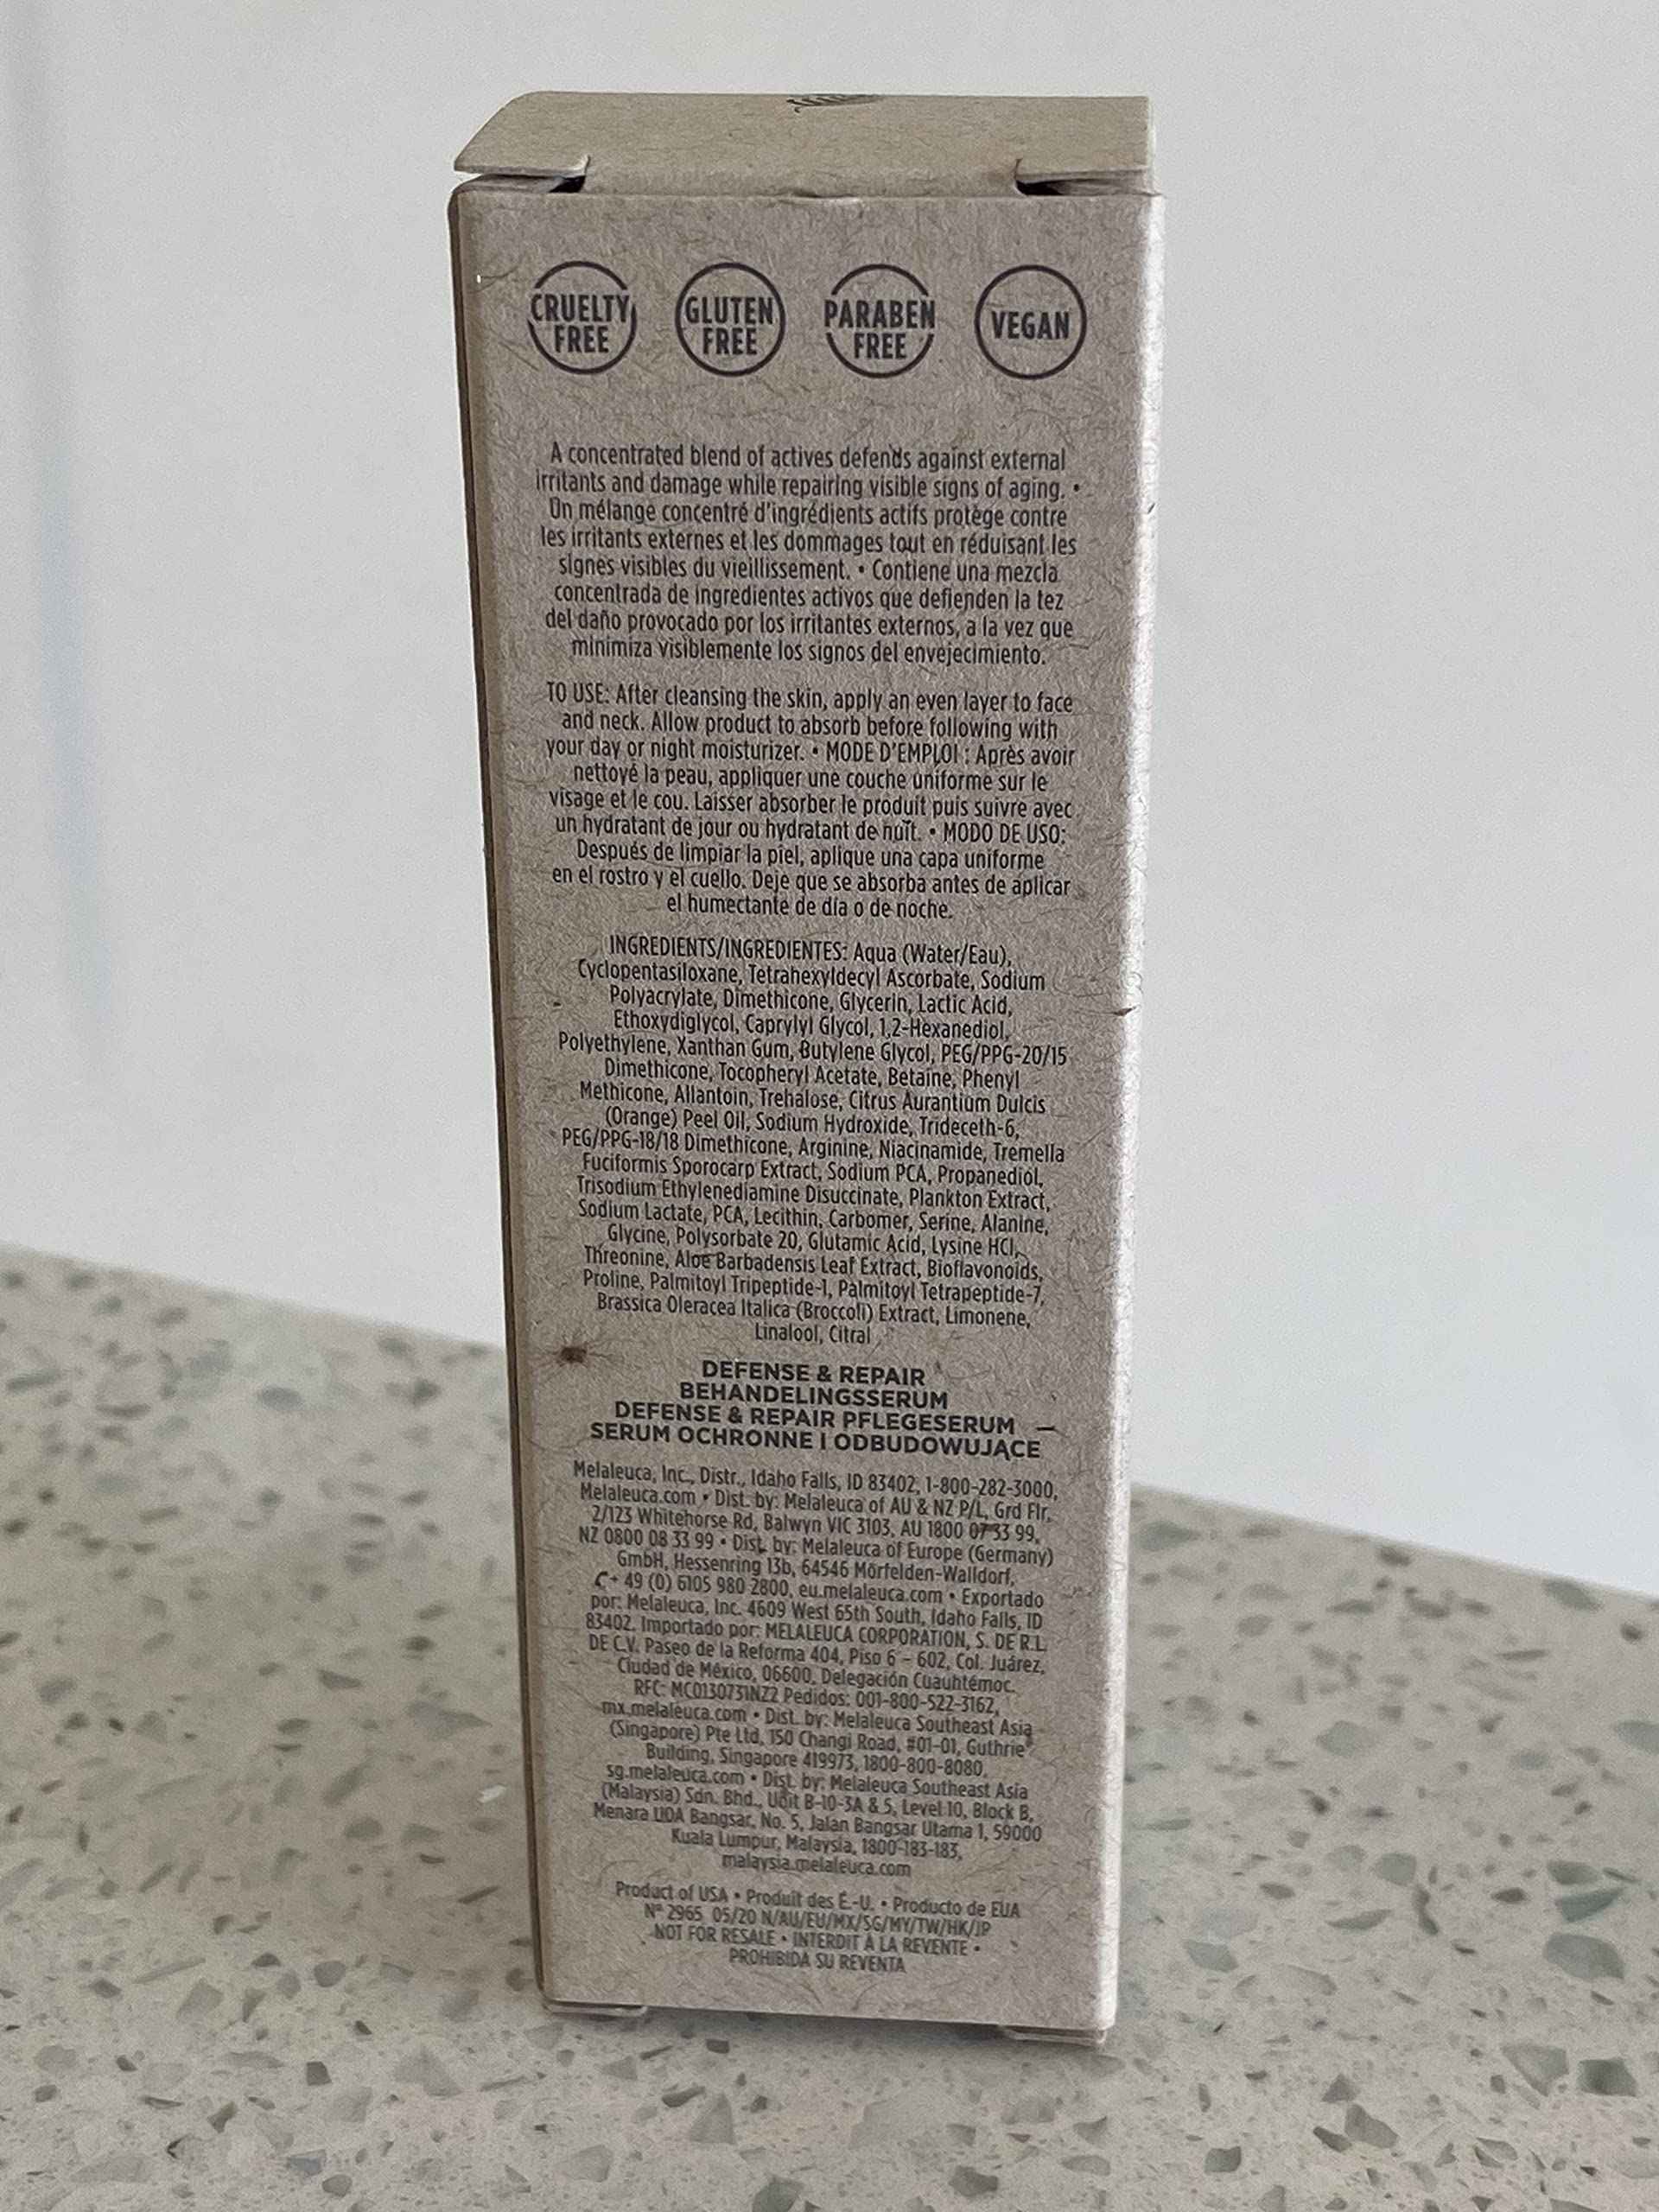 CRUELTY
FREE
GLUTEN
FREE
PARABEN
FREE
VEGAN
A concentrated blend of actives defends against external
irritants and damage while repairing visible signs of aging. •
Un mélange concentré d'ingrédients actifs protège contre
les irritants externes et les dommages tout en réduisant les
signes visibles du vieillissement. • Contiene una mezcla
concentrada de ingredientes activos que defienden la tez
del daño provocado por los irritantes externos, a la vez que
minimiza visiblemente los signos del envejecimiento.
TO USE: After cleansing the skin, apply an even layer to face
and neck. Allow product to absorb before following with
your day or night moisturizer. • MODE D'EMPLOI : Après avoir
nettoyé la peau, appliquer une couche uniforme sur le
visage et le cou. Laisser absorber le produit puis suivre avec
un hydratant de jour ou hydratant de nuit. • MODO DE USO:
Después de limpiar la piel, aplique una capa uniforme
en el rostro y el cuello. Deje que se absorba antes de aplicar
el humectante de día o de noche.
INGREDIENTS/INGREDIENTES: Aqua (Water/Eau),
Cyclopentasiloxane, Tetrahexyldecyl Ascorbate, Sodium
Polyacrylate, Dimethicone, Glycerin, Lactic Acid,
Ethoxydiglycol, Caprylyl Glycol, 1,2-Hexanediol,
Polyethylene, Xanthan Gum, Butylene Glycol, PEG/PPG-20/15
Dimethicone, Tocopheryl Acetate, Betaine, Phenyl
Methicone, Allantoin, Trehalose, Citrus Aurantium Dulcis
(Orange) Peel Oil, Sodium Hydroxide, Trideceth-6,
PEG/PPG-18/18 Dimethicone, Arginine, Niacinamide, Tremella
Fuciformis Sporocarp Extract, Sodium PCA, Propanediol,
Trisodium Ethylenediamine Disuccinate, Plankton Extract,
Sodium Lactate, PCA, Lecithin, Carbomer, Serine, Alanine,
Glycine, Polysorbate 20, Glutamic Acid, Lysine HCl,
Threonine, Aloe Barbadensis Leaf Extract, Bioflavonoids,
Proline, Palmitoyl Tripeptide-1, Palmitoyl Tetrapeptide-7,
Brassica Oleracea Italica (Broccoli) Extract, Limonene,
Linalool, Citral
DEFENSE & REPAIR
BEHANDELINGSSERUM
DEFENSE & REPAIR PFLEGESERUM
SERUM OCHRONNE I ODBUDOWUJĄCE
Melaleuca, Inc., Distr., Idaho Falls, ID 83402, 1-800-282-3000,
Melaleuca.com • Dist. by: Melaleuca of AU & NZ P/L, Grd Flr,
2/123 Whitehorse Rd, Balwyn VIC 3103, AU 1800 07 33 99,
NZ 0800 08 33 99 • Dist. by: Melaleuca of Europe (Germany)
GmbH, Hessenring 13b, 64546 Mörfelden-Walldorf,
+ 49 (0) 6105 980 2800, eu.melaleuca.com • Exportado
por: Melaleuca, Inc. 4609 West 65th South, Idaho Falls, ID
83402. Importado por: MELALEUCA CORPORATION, S. DE R.L.
DE C.V. Paseo de la Reforma 404, Piso 6 – 602, Col. Juárez,
Ciudad de México, 06600, Delegación Cuauhtémoc.
RFC: MCO130731NZ2 Pedidos: 001-800-522-3162,
mx.melaleuca.com • Dist. by: Melaleuca Southeast Asia
(Singapore) Pte Ltd, 150 Changi Road, #01-01, Guthrie
Building, Singapore 419973, 1800-800-8080,
sg.melaleuca.com • Dist. by: Melaleuca Southeast Asia
(Malaysia) Sdn. Bhd., Unit B-10-3A & 5, Level 10, Block B,
Menara UOA Bangsar, No. 5, Jalan Bangsar Utama 1, 59000
Kuala Lumpur, Malaysia, 1800-183-183,
malaysia.melaleuca.com
Product of USA • Produit des É.-U. • Producto de EUA
Nº 2965 05/20 N/AU/EU/MX/SG/MY/TW/HK/JP
NOT FOR RESALE • INTERDIT À LA REVENTE •
PROHIBIDA SU REVENTA